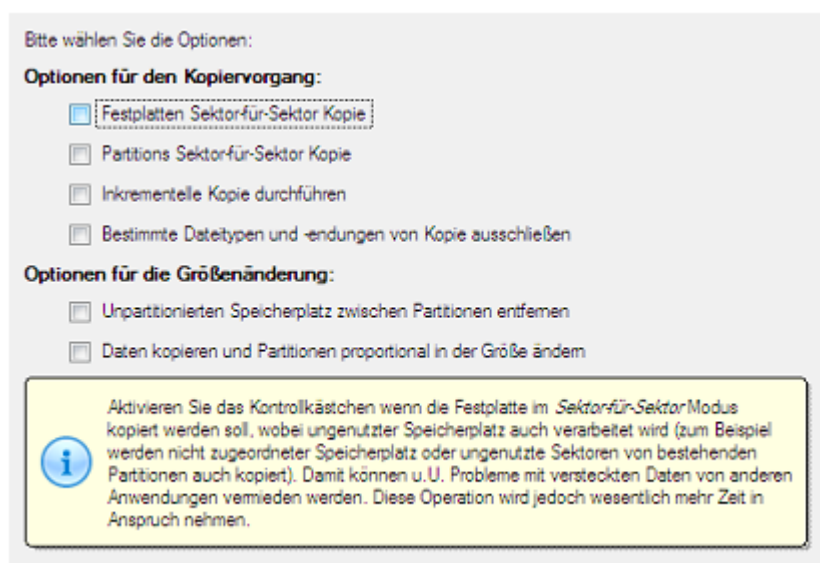 Bitte wählen Sie die Optionen:
Optionen für den Kopiervorgang:
Festplatten Sektor-für-Sektor Kopie
Partitions Sektor-für-Sektor Kopie
Inkrementelle Kopie durchführen
Bestimmte Dateitypen und -endungen von Kopie ausschließen
Optionen für die Größenänderung:
Unpartitionierten Speicherplatz zwischen Partitionen entfernen
Daten kopieren und Partitionen proportional in der Größe ändern
Aktivieren Sie das Kontrollkästchen wenn die Festplatte im Sektor-für-Sektor Modus
kopiert werden soll, wobei ungenutzter Speicherplatz auch verarbeitet wird (zum Beispiel
werden nicht zugeordneter Speicherplatz oder ungenutzte Sektoren von bestehenden
Partitionen auch kopiert). Damit können u.U. Probleme mit versteckten Daten von anderen
Anwendungen vermieden werden. Diese Operation wird jedoch wesentlich mehr Zeit in
Anspruch nehmen.